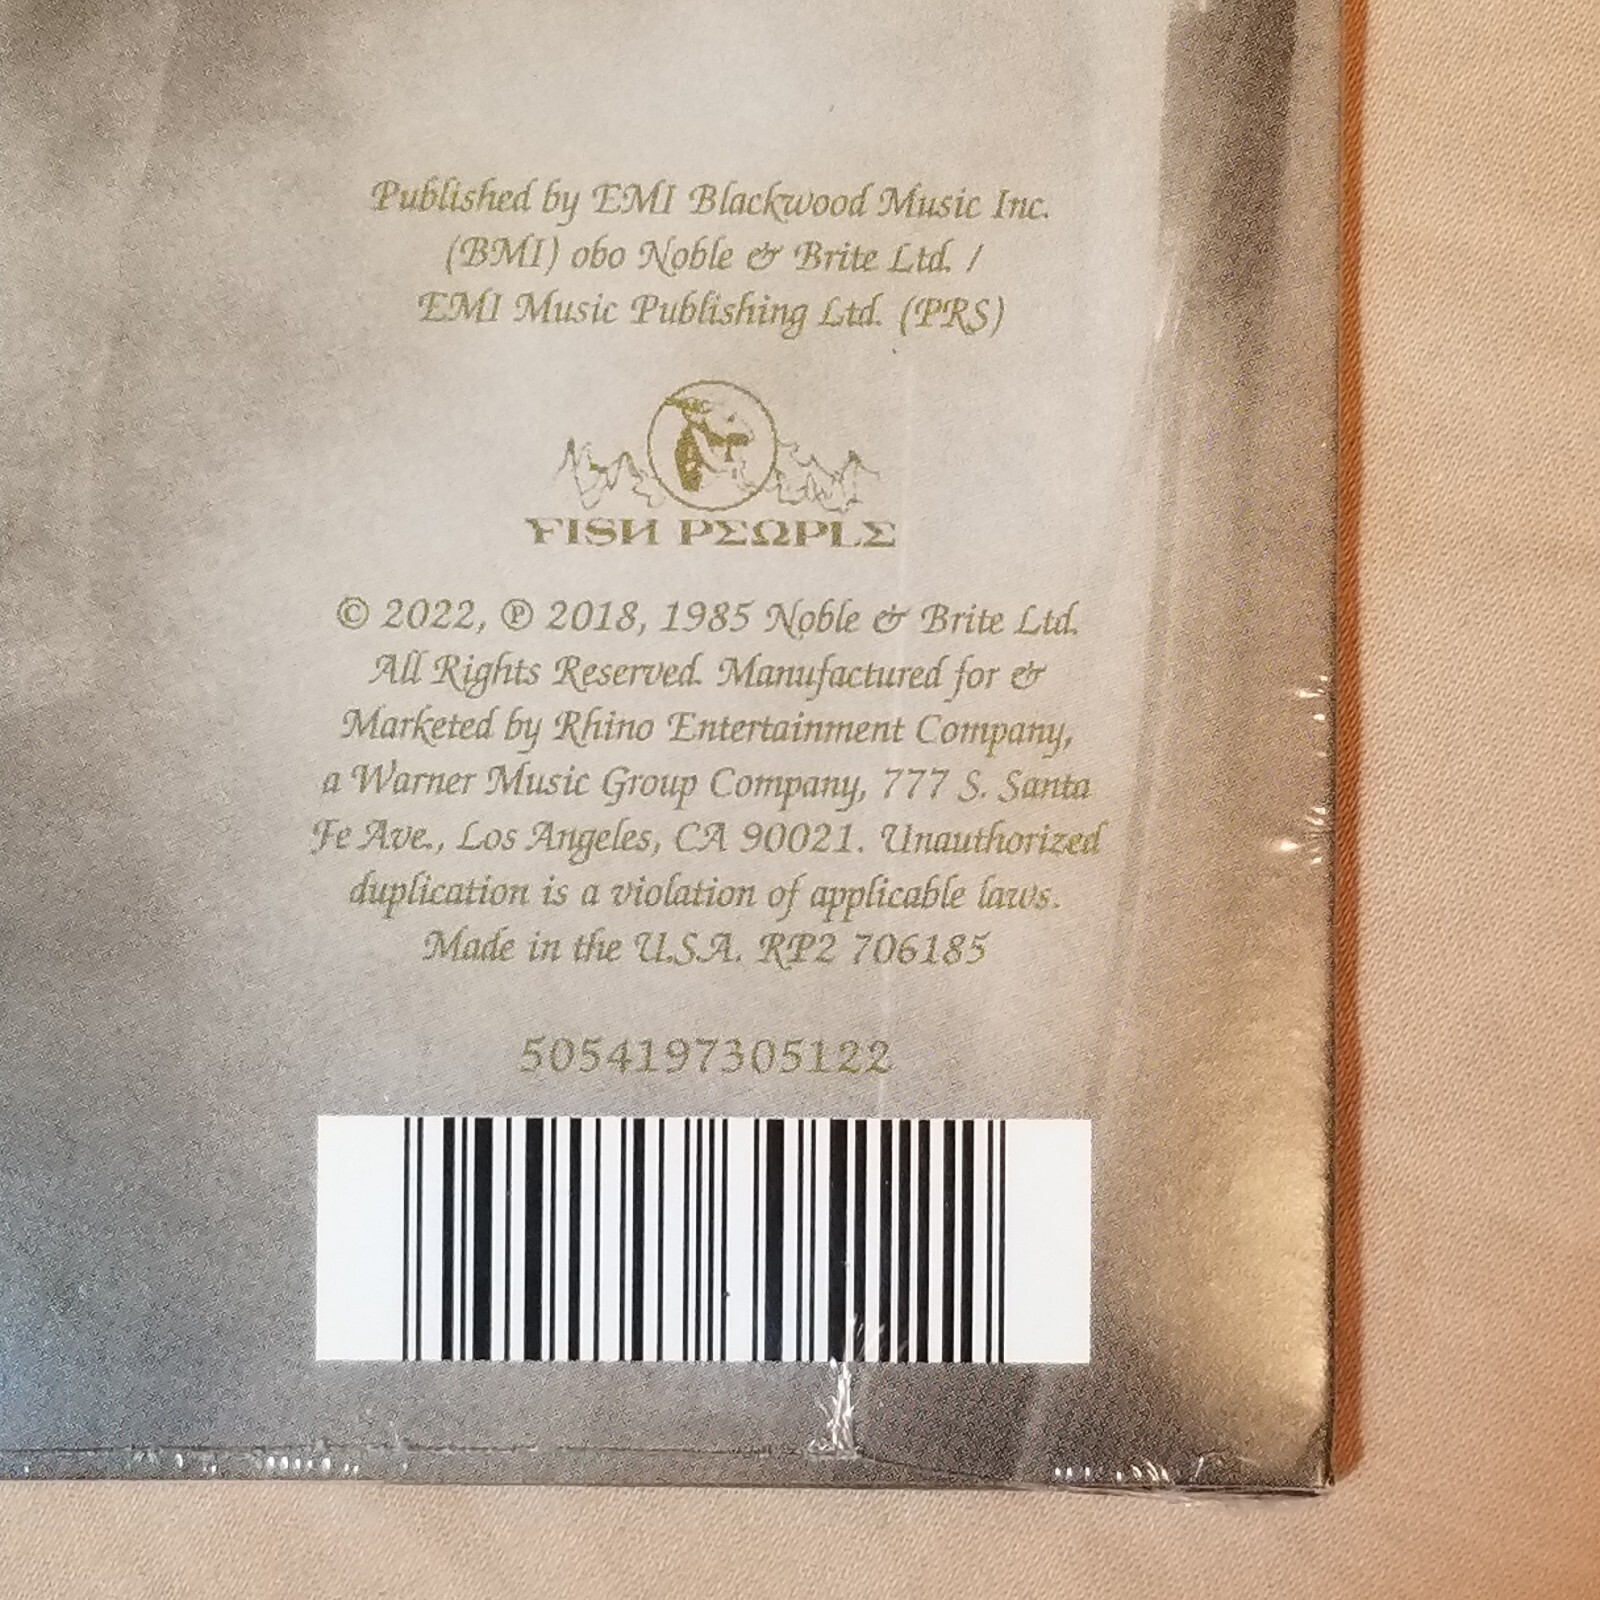 Published by EMI Blackwood Music Inc.
(BMI) obo Noble & Brite Ltd. /
EMI Music Publishing Ltd. (PRS)
FISH PEOPLE
© 2022, ℗ 2018, 1985 Noble & Brite Ltd.
All Rights Reserved. Manufactured for &
Marketed by Rhino Entertainment Company,
a Warner Music Group Company, 777 S. Santa
Fe Ave., Los Angeles, CA 90021. Unauthorized
duplication is a violation of applicable laws.
Made in the U.S.A. RP2 706185
5054197305122